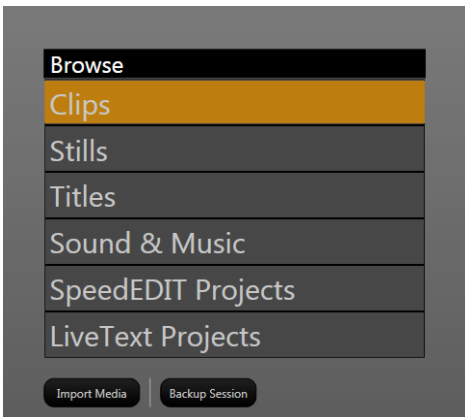 Browse
Clips
Stills
Titles
Sound & Music
SpeedEDIT Projects
LiveText Projects
Import Media
Backup Session